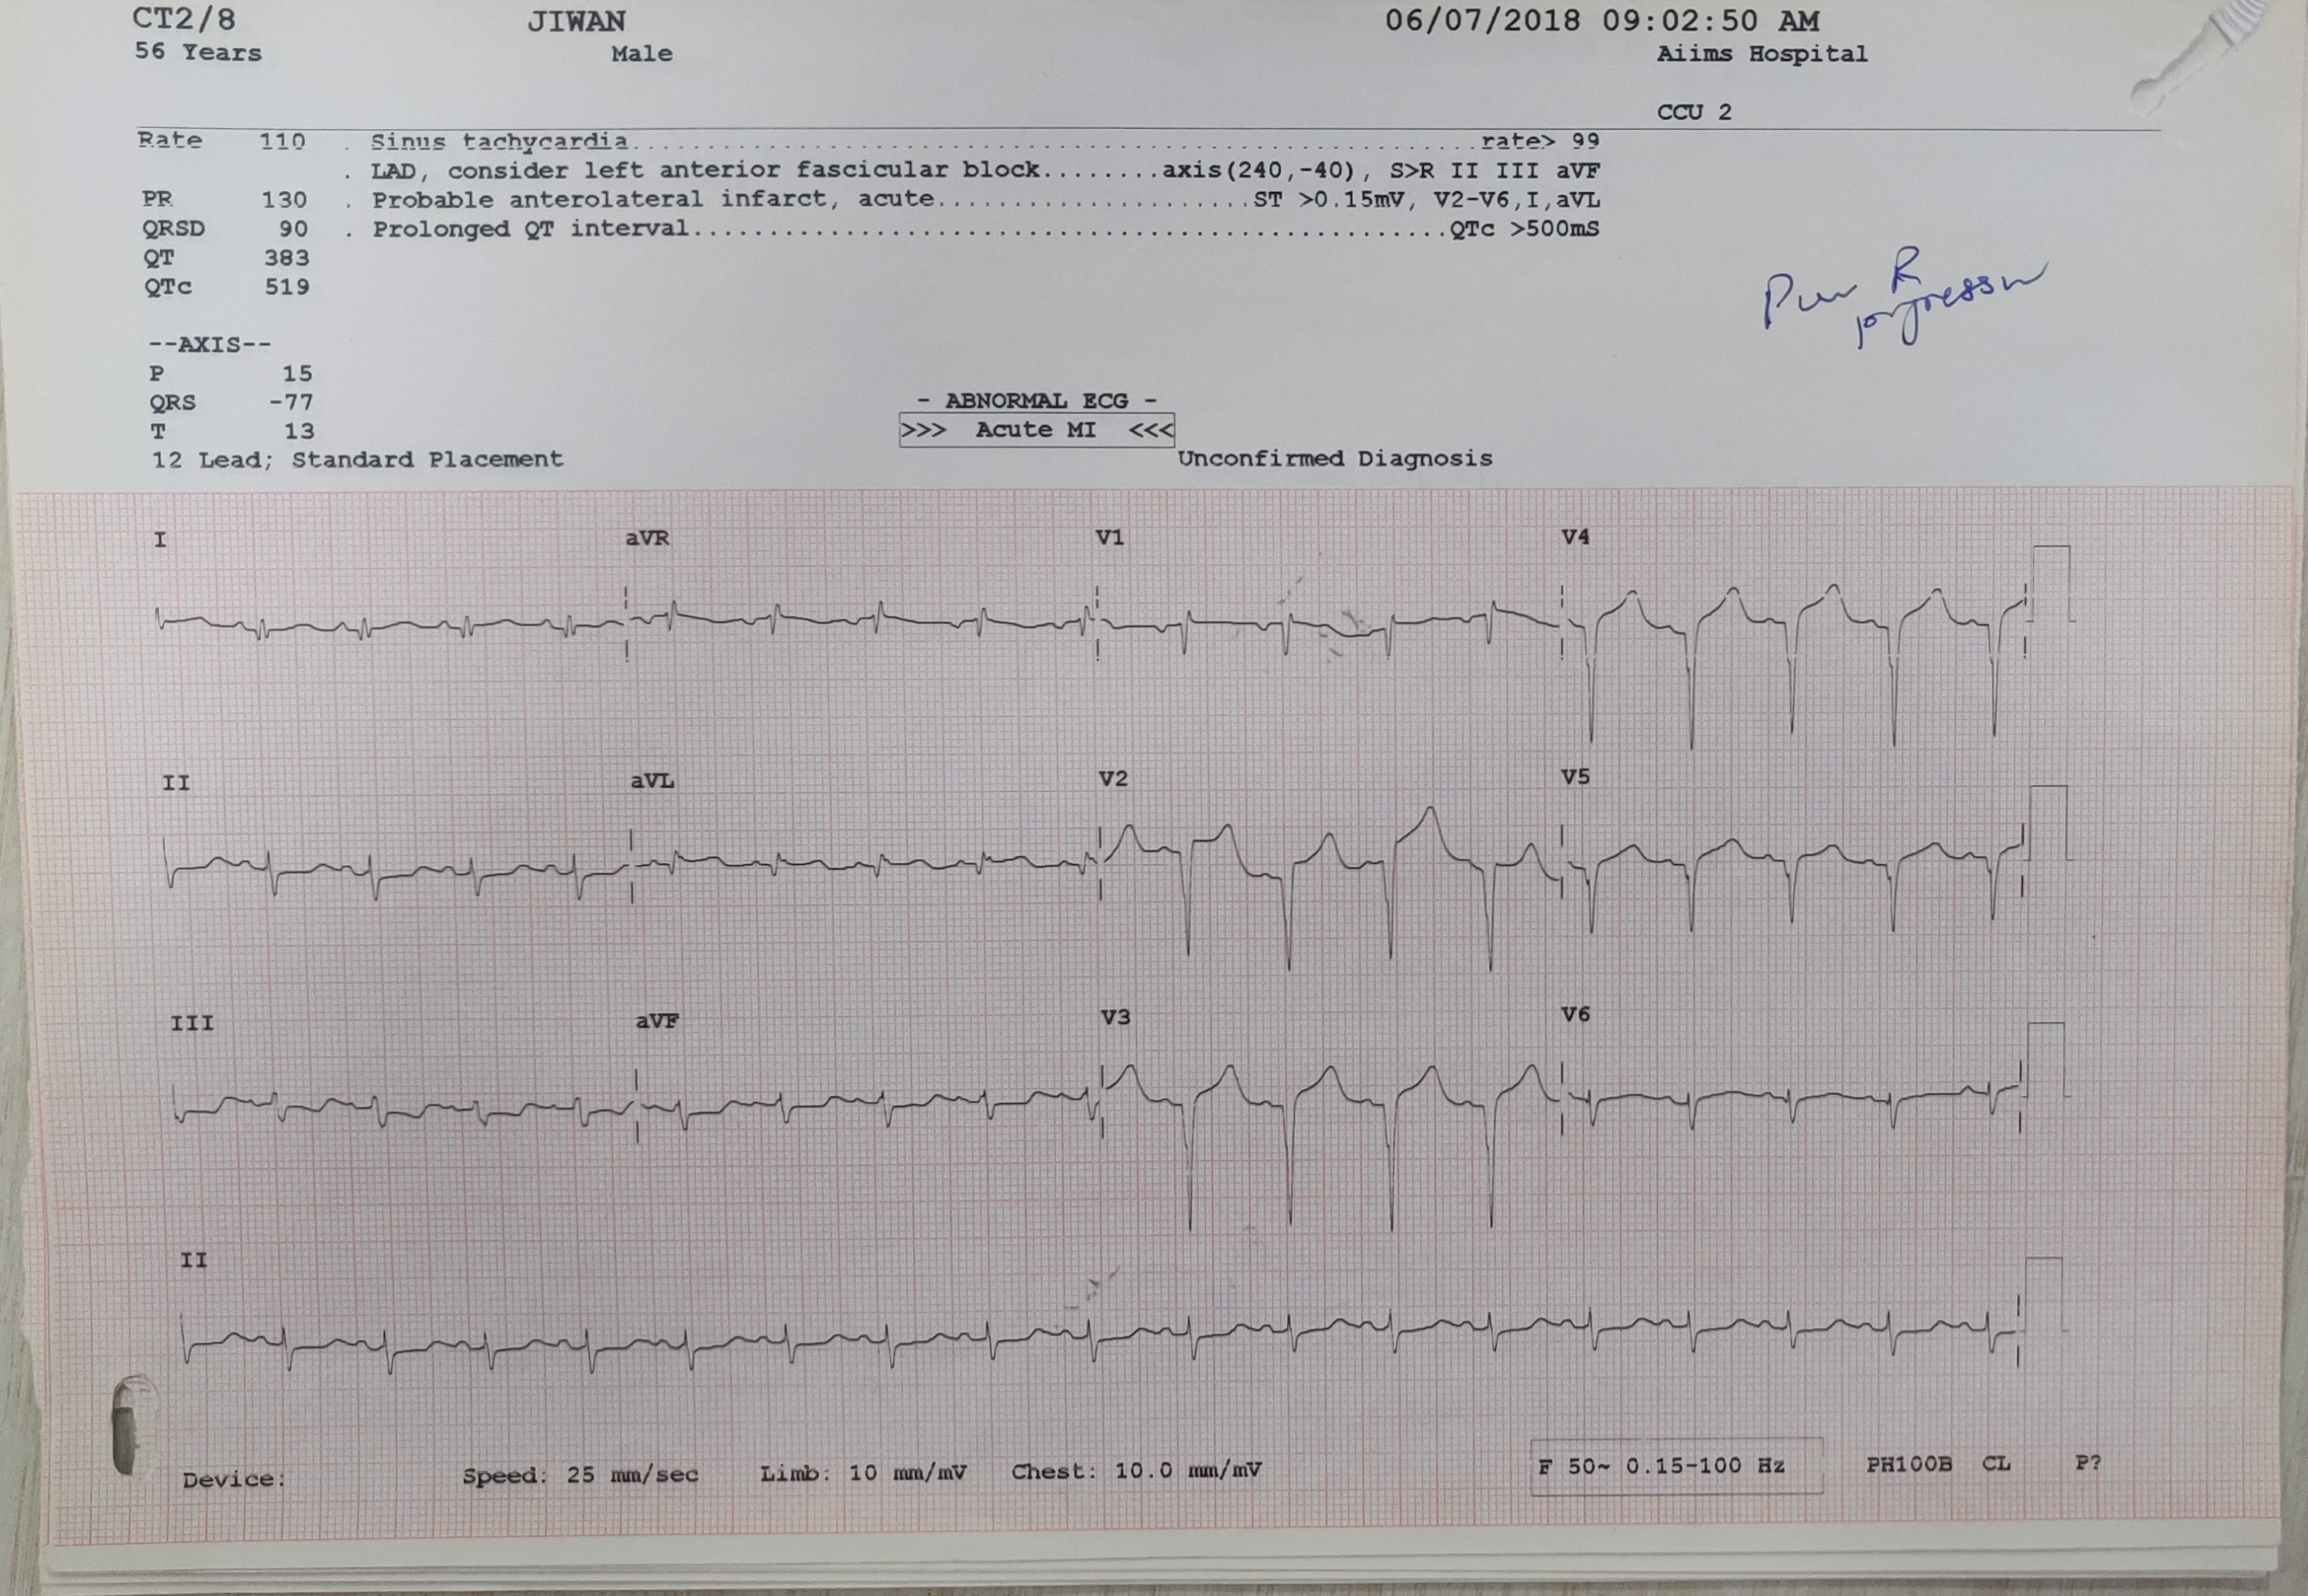 CT2/8 JIWAN 06/07/2018 09:02:50 AM
56 Years Male Aiims Hospital
CCU 2
Rate 110 . Sinus tachycardia......................................................rate> 99
. LAD, consider left anterior fascicular block........axis(240,-40), S>R II III aVF
PR 130 . Probable anterolateral infarct, acute....................ST >0.15mV, V2-V6,I,aVL
QRSD 90 . Prolonged QT interval.................................................QTc >500mS
QT 383
QTc 519
R
progressn
--AXIS--
P 15
QRS -77
T 13
- ABNORMAL ECG -
>>> Acute MI <<<
12 Lead; Standard Placement Unconfirmed Diagnosis
I aVR V1 V4
II aVL V2 V5
III aVF V3 V6
II
Device: Speed: 25 mm/sec Limb: 10 mm/mV Chest: 10.0 mm/mV F 50~ 0.15-100 Hz PH100B CL P?